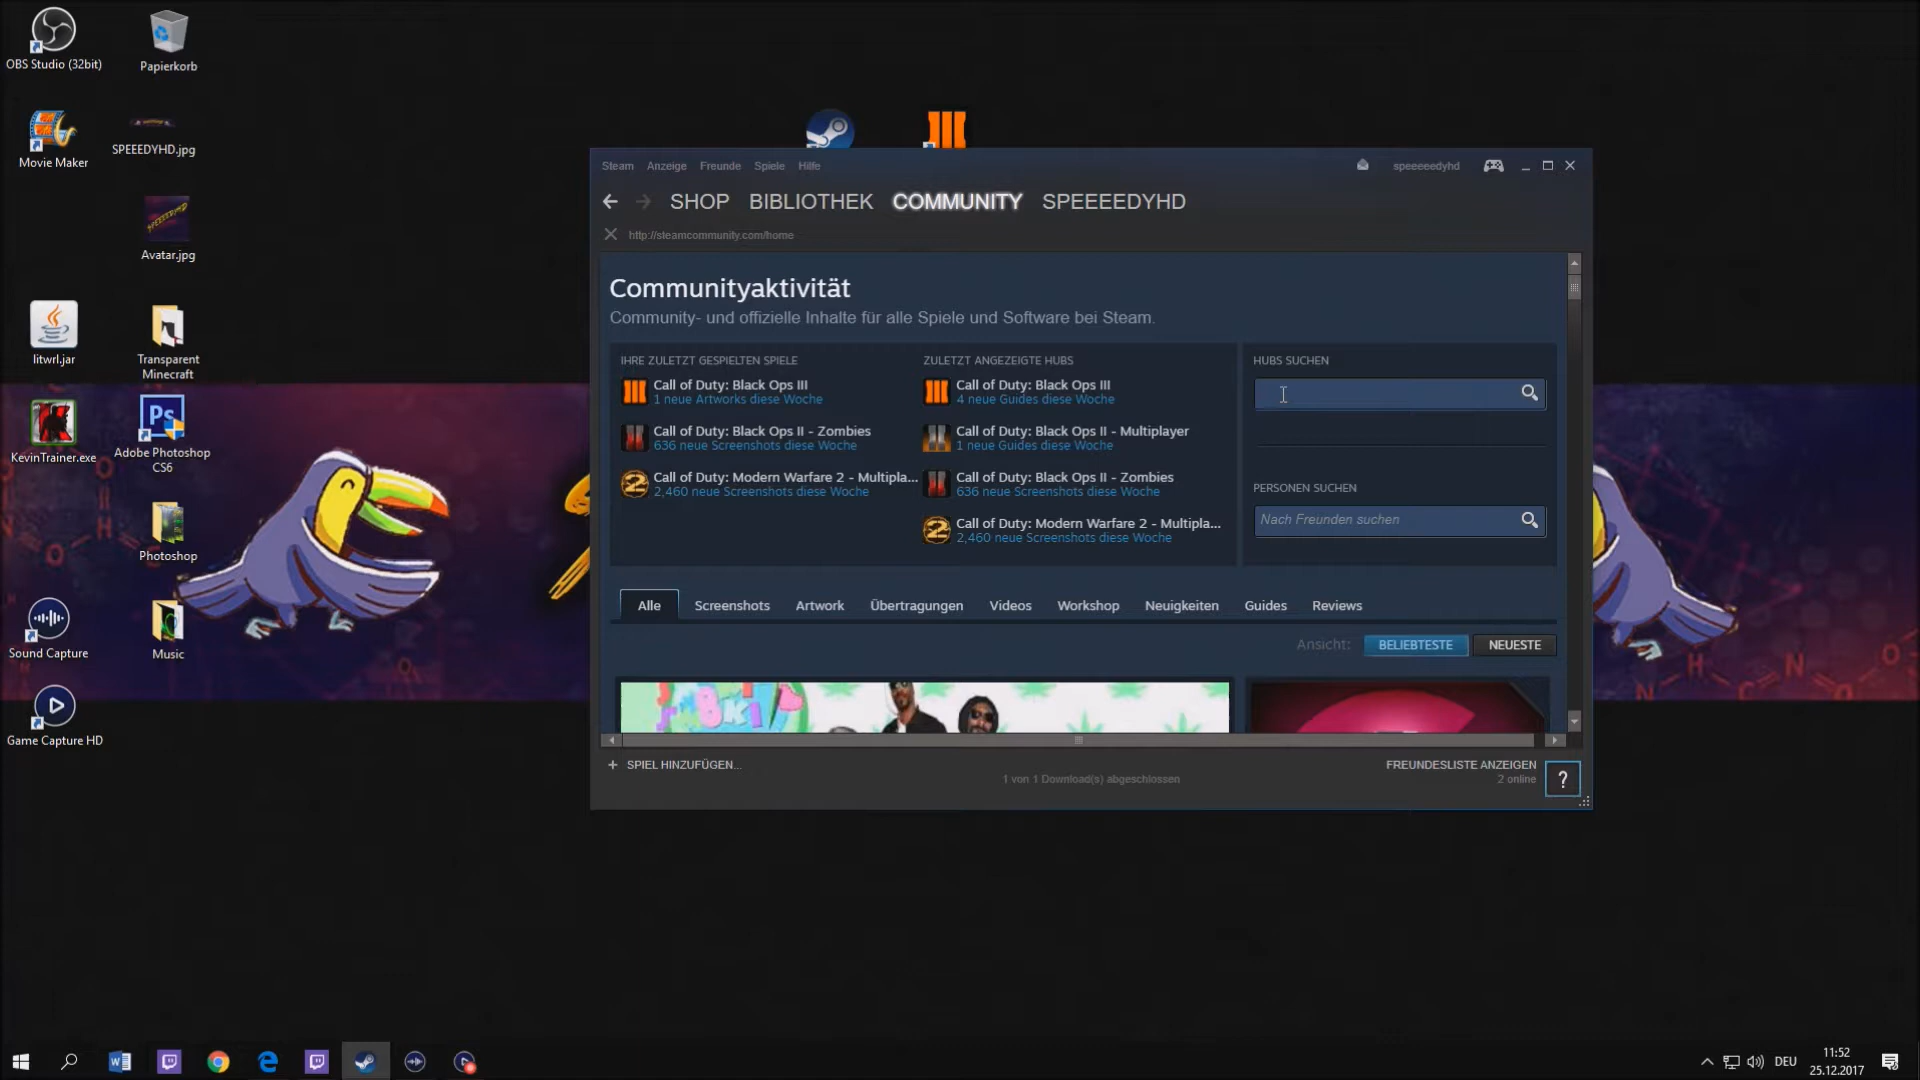 OBS Studio (32bit)
Papierkorb
Movie Maker
SPEEEDYHD.jpg
Avatar.jpg
litwrl.jar
Transparent
Minecraft
KevinTrainer.exe
Ps
Adobe Photoshop
CS6
Photoshop
Sound Capture
Music
Game Capture HD
Steam Anzeige Freunde Spiele Hilfe
speeeeedyhd
SHOP BIBLIOTHEK COMMUNITY SPEEEEDYHD
http://steamcommunity.com/home
Communityaktivität
Community- und offizielle Inhalte für alle Spiele und Software bei Steam.
IHRE ZULETZT GESPIELTEN SPIELE
Call of Duty: Black Ops III
1 neue Artworks diese Woche
Call of Duty: Black Ops II - Zombies
636 neue Screenshots diese Woche
Call of Duty: Modern Warfare 2 - Multipla...
2,460 neue Screenshots diese Woche
ZULETZT ANGEZEIGTE HUBS
Call of Duty: Black Ops III
4 neue Guides diese Woche
Call of Duty: Black Ops II - Multiplayer
1 neue Guides diese Woche
Call of Duty: Black Ops II - Zombies
636 neue Screenshots diese Woche
Call of Duty: Modern Warfare 2 - Multipla...
2,460 neue Screenshots diese Woche
HUBS SUCHEN
PERSONEN SUCHEN
Nach Freunden suchen
Alle Screenshots Artwork Übertragungen Videos Workshop Neuigkeiten Guides Reviews
Ansicht: BELIEBTESTE NEUESTE
+ SPIEL HINZUFÜGEN...
1 von 1 Download(s) abgeschlossen
FREUNDESLISTE ANZEIGEN
2 online
?
DEU
11:52
25.12.2017